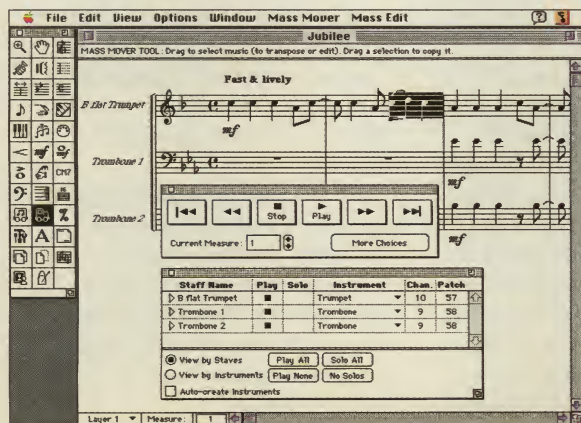 File Edit View Options Window Mass Mover Mass Edit
Jubilee
MASS MOVER TOOL: Drag to select music (to transpose or edit). Drag a selection to copy it.
Fast & lively
B flat Trumpet
mf
Trombone 1
mf
Trombone 2
mf
Stop Play
Current Measure: 1 More Choices
Staff Name Play Solo Instrument Chan. Patch
B flat Trumpet Trumpet 10 57
Trombone 1 Trombone 9 58
Trombone 2 Trombone 9 58
View by Staves Play All Solo All
View by Instruments Play None No Solos
Auto-create Instruments
Layer 1 Measure: 1
mf
CM7
A